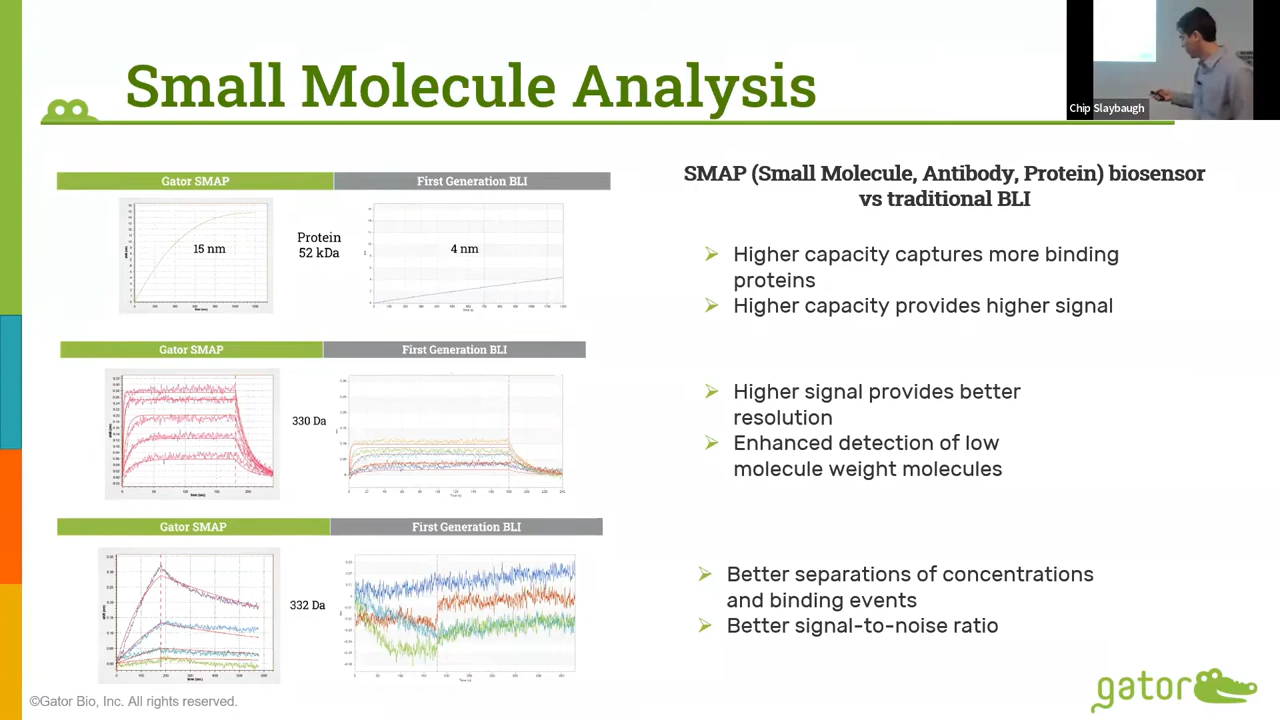 Small Molecule Analysis
Chip Slaybaugh
Gator SMAP
First Generation BLI
15 nm
Protein
52 kDa
4 nm
Gator SMAP
First Generation BLI
330 Da
Gator SMAP
First Generation BLI
332 Da
SMAP (Small Molecule, Antibody, Protein) biosensor
vs traditional BLI
Higher capacity captures more binding
proteins
Higher capacity provides higher signal
Higher signal provides better
resolution
Enhanced detection of low
molecule weight molecules
Better separations of concentrations
and binding events
Better signal-to-noise ratio
©Gator Bio, Inc. All rights reserved.
gator